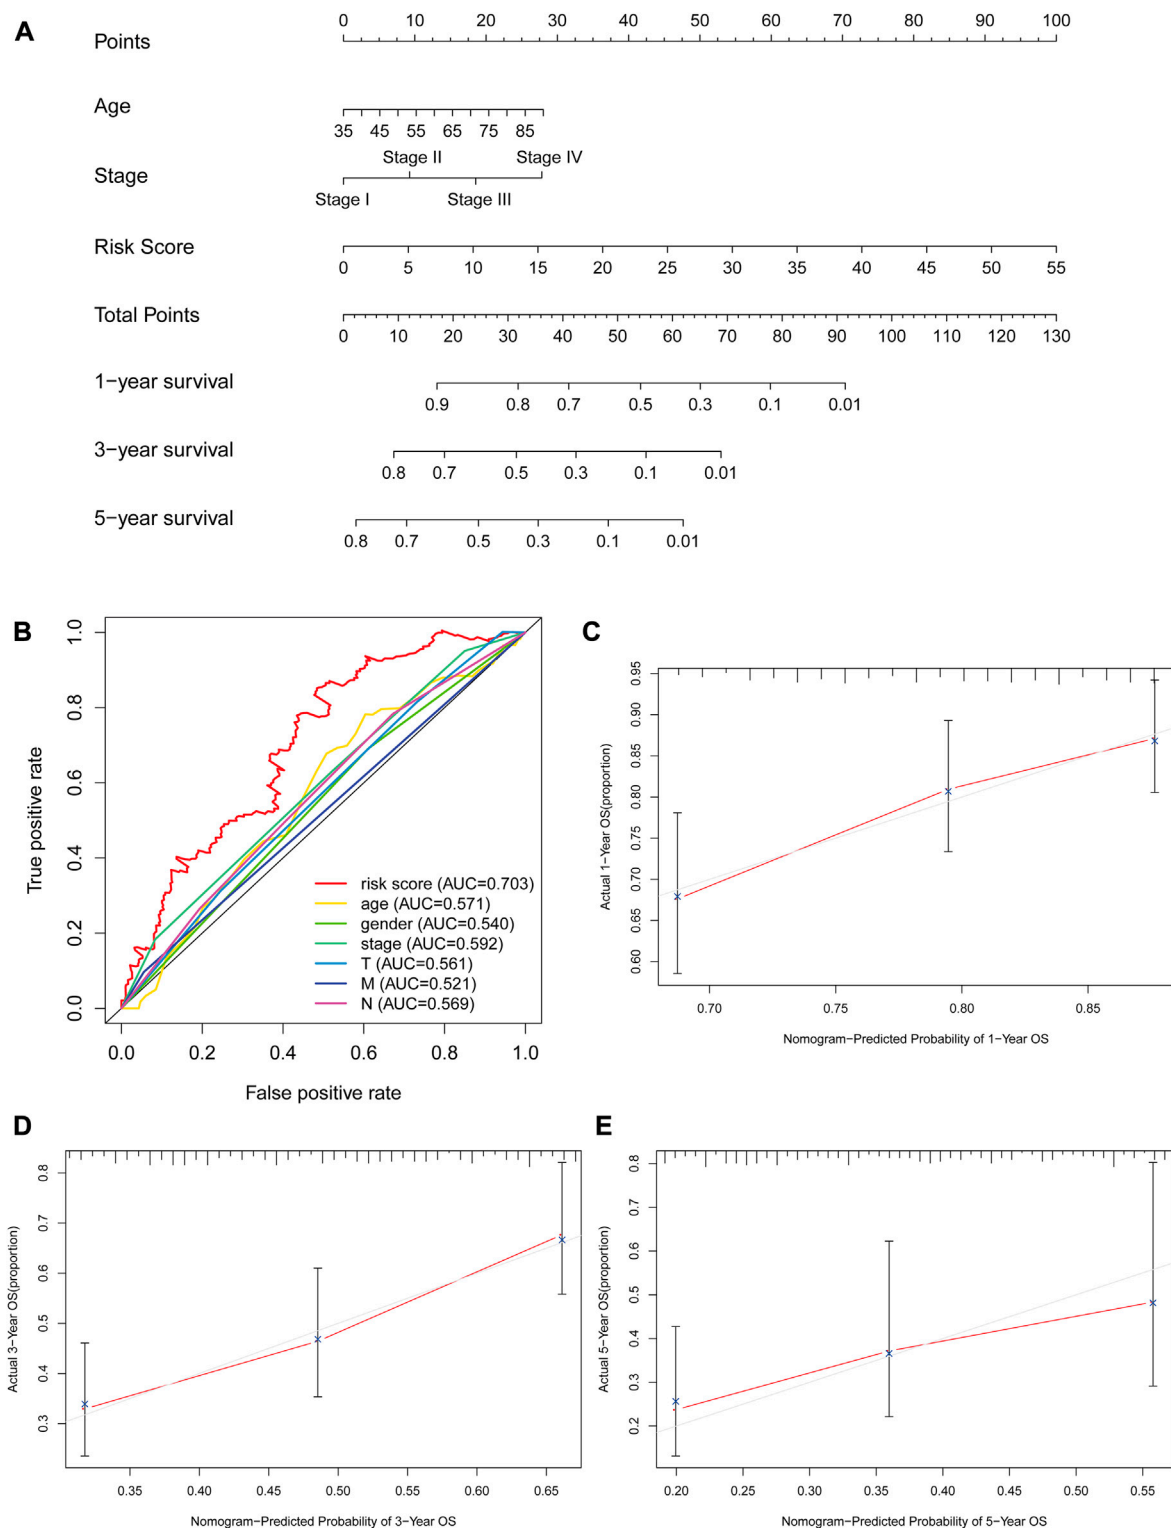 A
Points
0 10 20 30 40 50 60 70 80 90 100
Age
35 45 55 65 75 85
Stage II Stage IV
Stage
Stage I Stage III
Risk Score
0 5 10 15 20 25 30 35 40 45 50 55
Total Points
0 10 20 30 40 50 60 70 80 90 100 110 120 130
1−year survival
0.9 0.8 0.7 0.5 0.3 0.1 0.01
3−year survival
0.8 0.7 0.5 0.3 0.1 0.01
5−year survival
0.8 0.7 0.5 0.3 0.1 0.01
B
True positive rate
1.0
0.8
0.6
0.4
0.2
0.0
risk score (AUC=0.703)
age (AUC=0.571)
gender (AUC=0.540)
stage (AUC=0.592)
T (AUC=0.561)
M (AUC=0.521)
N (AUC=0.569)
0.0 0.2 0.4 0.6 0.8 1.0
False positive rate
C
Actual 1−Year OS(proportion)
0.95
0.90
0.85
0.80
0.75
0.70
0.65
0.60
0.70 0.75 0.80 0.85
Nomogram−Predicted Probability of 1−Year OS
D
Actual 3−Year OS(proportion)
0.8
0.7
0.6
0.5
0.4
0.3
0.35 0.40 0.45 0.50 0.55 0.60 0.65
Nomogram−Predicted Probability of 3−Year OS
E
Actual 5−Year OS(proportion)
0.8
0.7
0.6
0.5
0.4
0.3
0.2
0.20 0.25 0.30 0.35 0.40 0.45 0.50 0.55
Nomogram−Predicted Probability of 5−Year OS